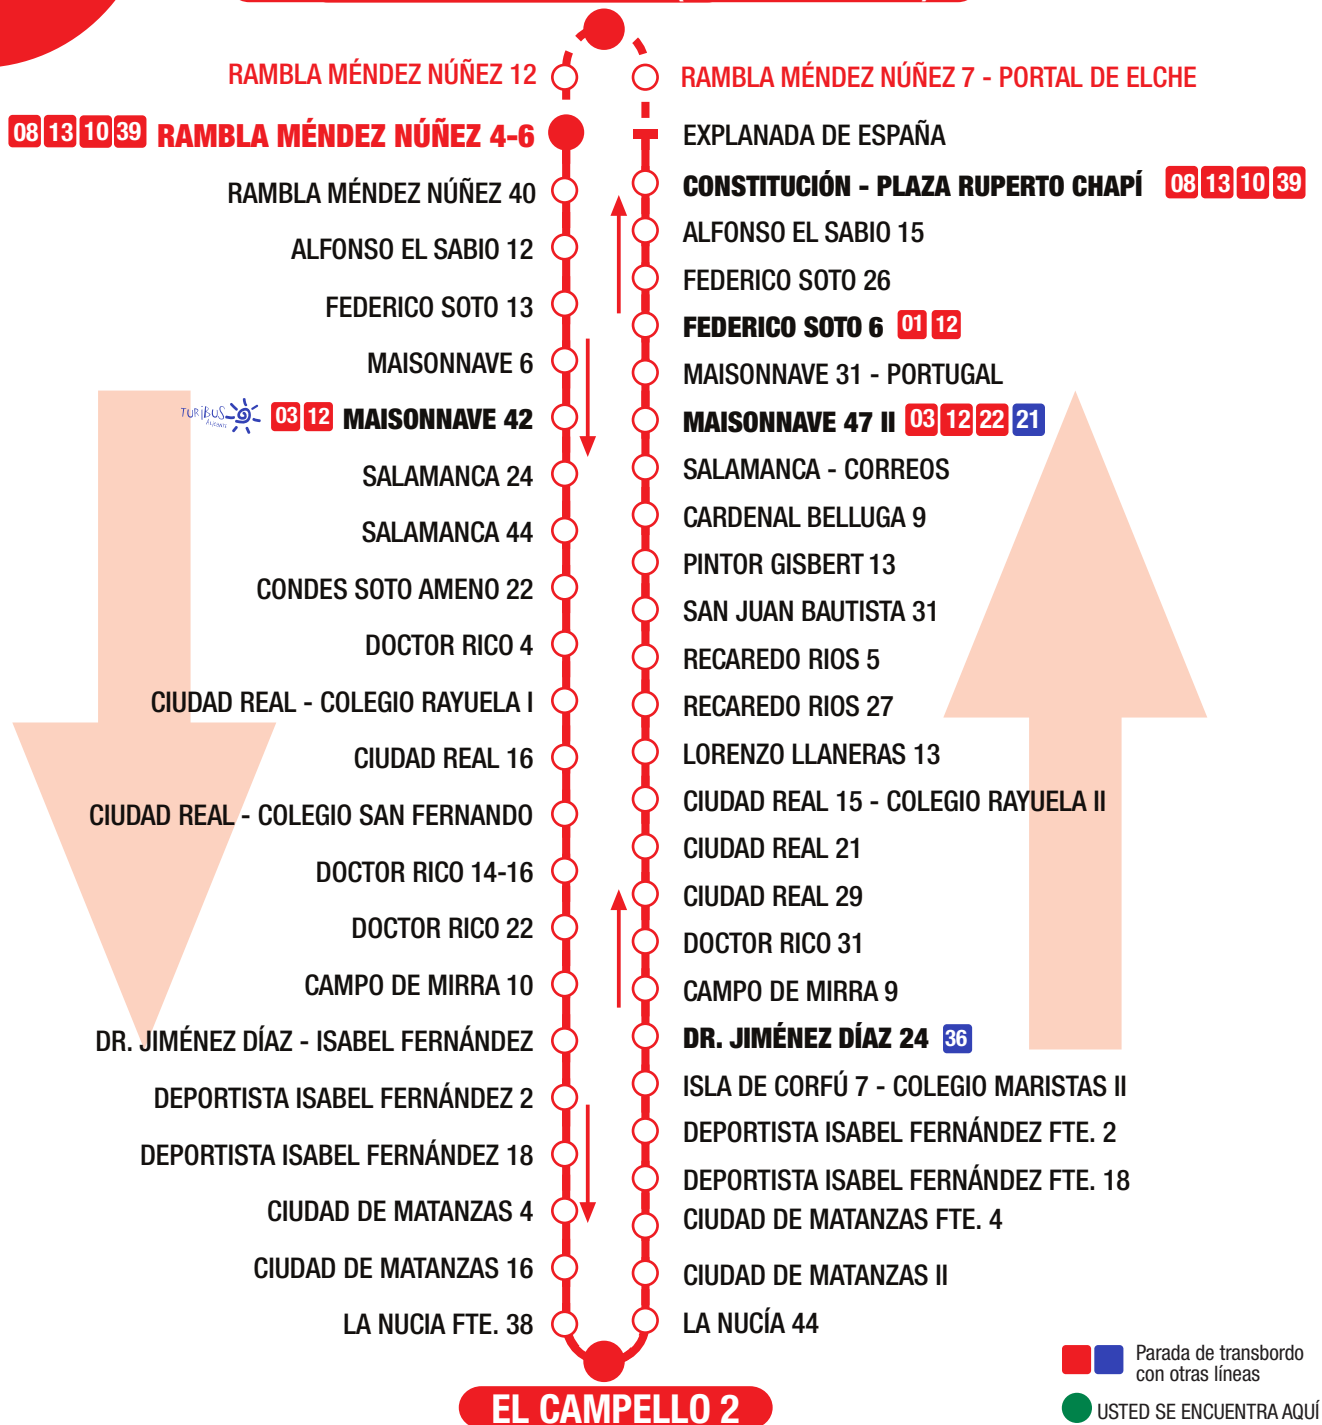 RAMBLA MÉNDEZ NÚÑEZ 12
08 13 10 39 RAMBLA MÉNDEZ NÚÑEZ 4-6
RAMBLA MÉNDEZ NÚÑEZ 40
ALFONSO EL SABIO 12
FEDERICO SOTO 13
MAISONNAVE 6
TURIBUS ALICANTE 03 12 MAISONNAVE 42
SALAMANCA 24
SALAMANCA 44
CONDES SOTO AMENO 22
DOCTOR RICO 4
CIUDAD REAL - COLEGIO RAYUELA I
CIUDAD REAL 16
CIUDAD REAL - COLEGIO SAN FERNANDO
DOCTOR RICO 14-16
DOCTOR RICO 22
CAMPO DE MIRRA 10
DR. JIMÉNEZ DÍAZ - ISABEL FERNÁNDEZ
DEPORTISTA ISABEL FERNÁNDEZ 2
DEPORTISTA ISABEL FERNÁNDEZ 18
CIUDAD DE MATANZAS 4
CIUDAD DE MATANZAS 16
LA NUCIA FTE. 38
RAMBLA MÉNDEZ NÚÑEZ 7 - PORTAL DE ELCHE
EXPLANADA DE ESPAÑA
CONSTITUCIÓN - PLAZA RUPERTO CHAPÍ 08 13 10 39
ALFONSO EL SABIO 15
FEDERICO SOTO 26
FEDERICO SOTO 6 01 12
MAISONNAVE 31 - PORTUGAL
MAISONNAVE 47 II 03 12 22 21
SALAMANCA - CORREOS
CARDENAL BELLUGA 9
PINTOR GISBERT 13
SAN JUAN BAUTISTA 31
RECAREDO RIOS 5
RECAREDO RIOS 27
LORENZO LLANERAS 13
CIUDAD REAL 15 - COLEGIO RAYUELA II
CIUDAD REAL 21
CIUDAD REAL 29
DOCTOR RICO 31
CAMPO DE MIRRA 9
DR. JIMÉNEZ DÍAZ 24 36
ISLA DE CORFÚ 7 - COLEGIO MARISTAS II
DEPORTISTA ISABEL FERNÁNDEZ FTE. 2
DEPORTISTA ISABEL FERNÁNDEZ FTE. 18
CIUDAD DE MATANZAS FTE. 4
CIUDAD DE MATANZAS II
LA NUCÍA 44
EL CAMPELLO 2
Parada de transbordo
con otras líneas
USTED SE ENCUENTRA AQUÍ